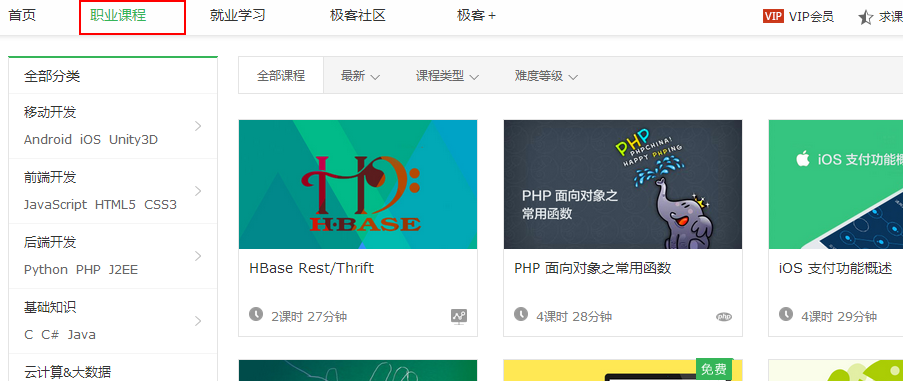 首页 职业课程 就业学习 极客社区 极客+ VIP VIP会员 求课
全部分类
全部课程 最新 课程类型 难度等级
移动开发
Android iOS Unity3D
前端开发
JavaScript HTML5 CSS3
后端开发
Python PHP J2EE
基础知识
C C# Java
云计算&大数据
H·BASE
HBase Rest/Thrift
2课时 27分钟
PHP
PHPCHINA!
HAPPY PHPING
PHP 面向对象之
常用函数
PHP 面向对象之常用函数
4课时 28分钟
php
iOS 支付功能概
iOS 支付功能概述
4课时 29分钟
免费